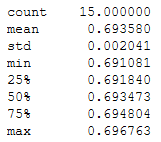 count    15.000000
mean      0.693580
std       0.002041
min       0.691081
25%       0.691840
50%       0.693473
75%       0.694804
max       0.696763